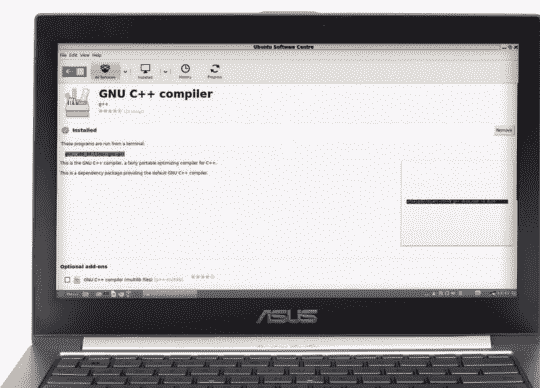 Ubuntu Software Centre
File Edit View Help
All Software
Installed
History
Progress
GNU C++ compiler
g++
Installed
Remove
These programs are run from a terminal:
This is the GNU C++ compiler, a fairly portable optimizing compiler for C++.
This is a dependency package providing the default GNU C++ compiler.
Optional add-ons
GNU C++ compiler (multilib files) (g++-multilib)
Menu
ASUS